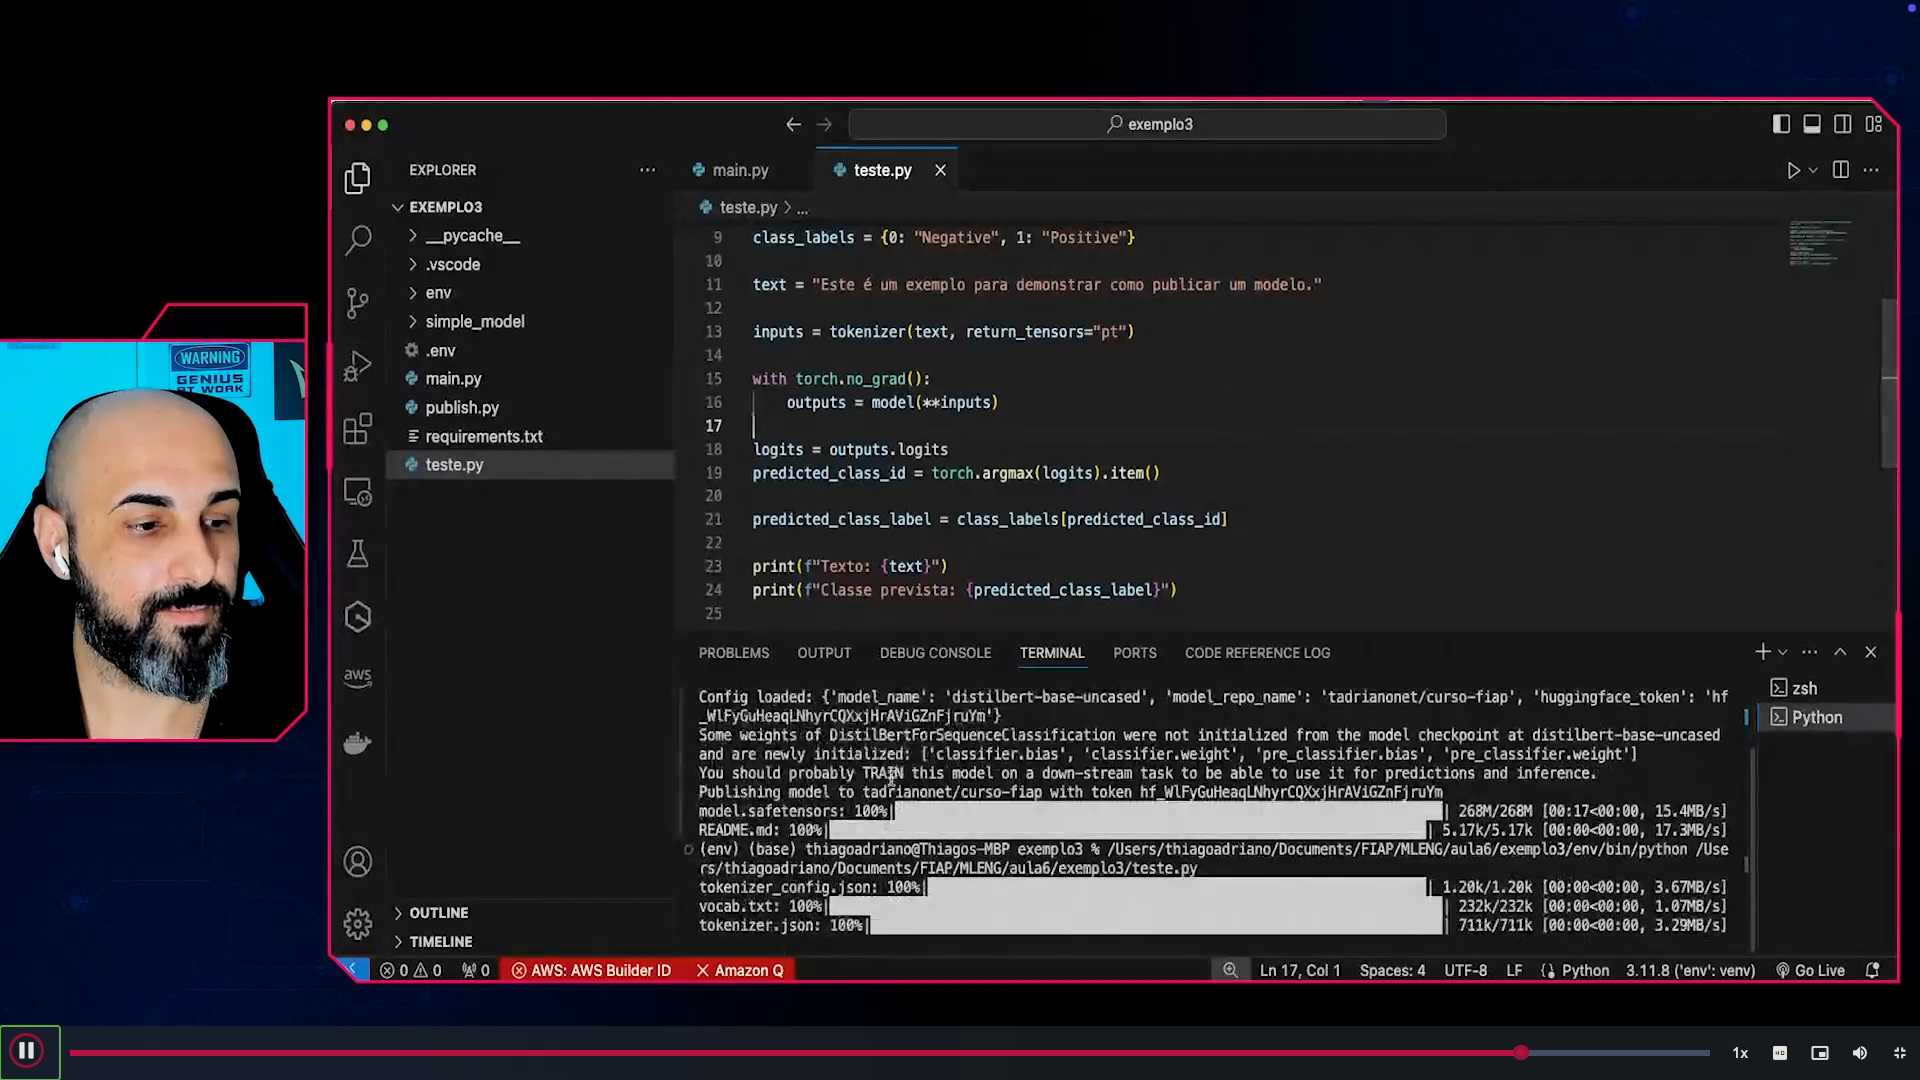 exemplo3
EXPLORER
main.py
teste.py
EXEMPLO3
teste.py > ...
__pycache__
.vscode
env
simple_model
.env
main.py
publish.py
requirements.txt
teste.py
9 class_labels = {0: "Negative", 1: "Positive"}
10
11 text = "Este é um exemplo para demonstrar como publicar um modelo."
12
13 inputs = tokenizer(text, return_tensors="pt")
14
15 with torch.no_grad():
16 outputs = model(**inputs)
17
18 logits = outputs.logits
19 predicted_class_id = torch.argmax(logits).item()
20
21 predicted_class_label = class_labels[predicted_class_id]
22
23 print(f"Texto: {text}")
24 print(f"Classe prevista: {predicted_class_label}")
25
WARNING
GENIUS
AT WORK
PROBLEMS OUTPUT DEBUG CONSOLE TERMINAL PORTS CODE REFERENCE LOG
Config loaded: {'model_name': 'distilbert-base-uncased', 'model_repo_name': 'tadrianonet/curso-fiap', 'huggingface_token': 'hf
_WlFyGuHeaqLNhyrCQXxjHrAViGZnFjruYm'}
Some weights of DistilBertForSequenceClassification were not initialized from the model checkpoint at distilbert-base-uncased
and are newly initialized: ['classifier.bias', 'classifier.weight', 'pre_classifier.bias', 'pre_classifier.weight']
You should probably TRAIN this model on a down-stream task to be able to use it for predictions and inference.
Publishing model to tadrianonet/curso-fiap with token 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
model.safetensors: 100%| | 268M/268M [00:17<00:00, 15.4MB/s]
README.md: 100%| | 5.17k/5.17k [00:00<00:00, 17.3MB/s]
(env) (base) thiagoadriano@Thiagos-MBP exemplo3 % /Users/thiagoadriano/Documents/FIAP/MLENG/aula6/exemplo3/env/bin/python /Use
rs/thiagoadriano/Documents/FIAP/MLENG/aula6/exemplo3/teste.py
tokenizer_config.json: 100%| | 1.20k/1.20k [00:00<00:00, 3.67MB/s]
vocab.txt: 100%| | 232k/232k [00:00<00:00, 1.07MB/s]
tokenizer.json: 100%| | 711k/711k [00:00<00:00, 3.29MB/s]
zsh
Python
aws
OUTLINE
TIMELINE
0 0 0 AWS: AWS Builder ID Amazon Q Ln 17, Col 1 Spaces: 4 UTF-8 LF Python 3.11.8 ('env': venv) Go Live
1x HD